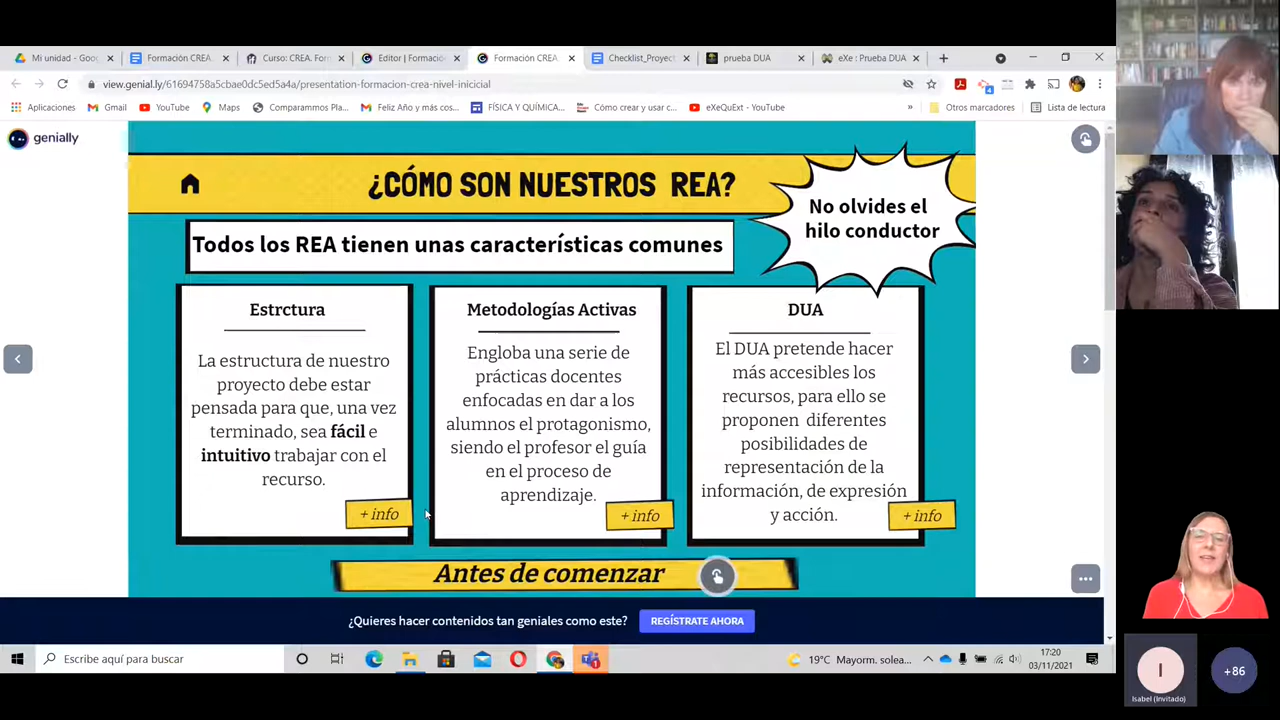 Mi unidad - Goo
Formación CREA.
Curso: CREA. For
Editor | Formació
Formación CREA
Checklist_Proyect
prueba DUA
eXe : Prueba DUA
view.genial.ly/61694758a5cbae0dc5ed5a4a/presentation-formacion-crea-nivel-inicicial
Aplicaciones
Gmail
YouTube
Maps
Comparammos Pla...
Feliz Año y más cos...
FÍSICA Y QUÍMICA...
Cómo crear y usar c...
eXeQuExt - YouTube
»
Otros marcadores
Lista de lectura
genially
¿CÓMO SON NUESTROS REA?
No olvides el
hilo conductor
Todos los REA tienen unas características comunes
Estrctura
La estructura de nuestro
proyecto debe estar
pensada para que, una vez
terminado, sea fácil e
intuitivo trabajar con el
recurso.
+ info
Metodologías Activas
Engloba una serie de
prácticas docentes
enfocadas en dar a los
alumnos el protagonismo,
siendo el profesor el guía
en el proceso de
aprendizaje.
+ info
DUA
El DUA pretende hacer
más accesibles los
recursos, para ello se
proponen diferentes
posibilidades de
representación de la
información, de expresión
y acción.
+ info
Antes de comenzar
¿Quieres hacer contenidos tan geniales como este?
REGÍSTRATE AHORA
Escribe aquí para buscar
19°C Mayorm. solea...
17:20
03/11/2021
I
Isabel (Invitado)
+86